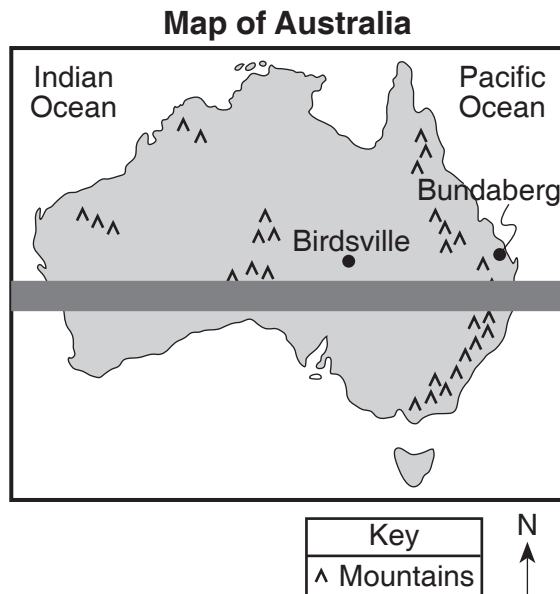 Map of Australia
Indian
Ocean
Pacific
Ocean
Bundaberg
Birdsville
Key
Mountains
N